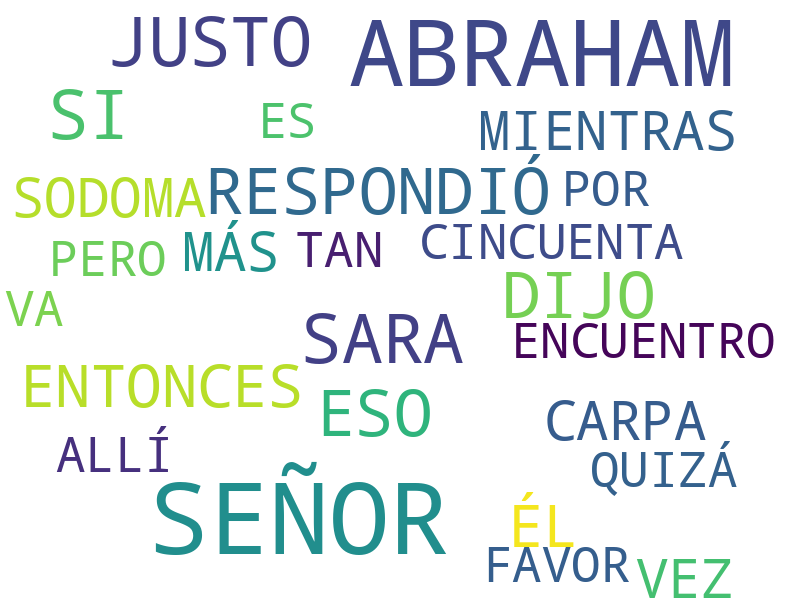 JUSTO ABRAHAM
SI ES MIENTRAS
SODOMA RESPONDIÓ POR
PERO MÁS TAN CINCUENTA
VA DIJO
SARA ENCUENTRO
ENTONCES ESO CARPA
ALLÍ QUIZÁ
SEÑOR ÉL
FAVOR VEZ